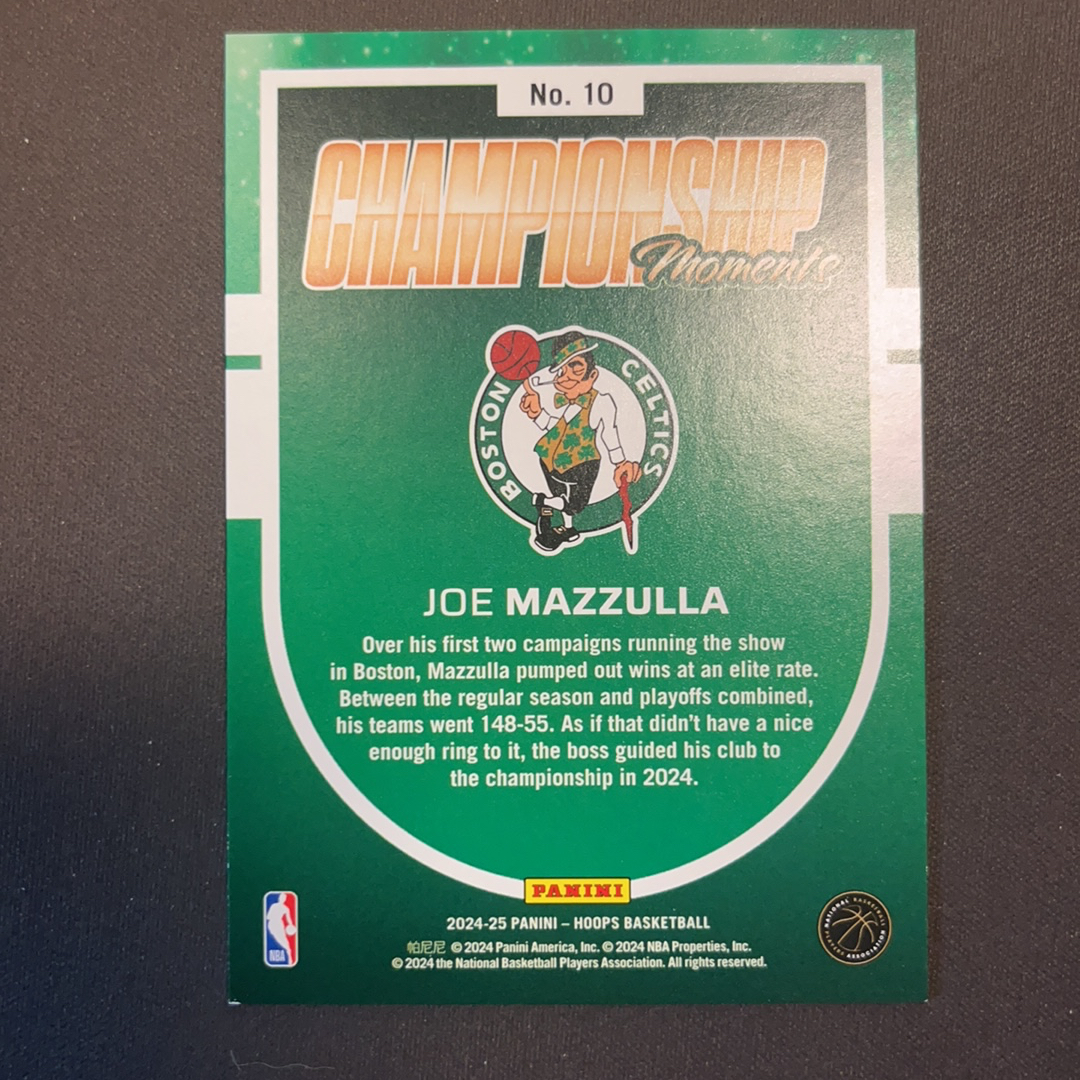 No. 10
CHAMPIONSHIP
Moments
BOSTON CELTICS
JOE MAZZULLA
Over his first two campaigns running the show
in Boston, Mazzulla pumped out wins at an elite rate.
Between the regular season and playoffs combined,
his teams went 148-55. As if that didn't have a nice
enough ring to it, the boss guided his club to
the championship in 2024.
PANINI
2024-25 PANINI – HOOPS BASKETBALL
帕尼尼 © 2024 Panini America, Inc. © 2024 NBA Properties, Inc.
© 2024 the National Basketball Players Association. All rights reserved.
NBA
NATIONAL BASKETBALL PLAYERS ASSOCIATION